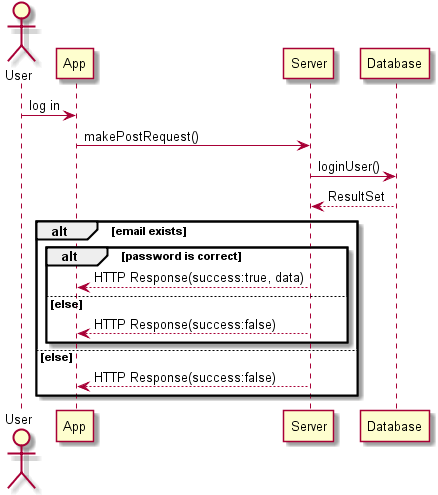 User
App
Server
Database
log in
makePostRequest()
loginUser()
ResultSet
alt [email exists]
alt [password is correct]
HTTP Response(success:true, data)
[else]
HTTP Response(success:false)
[else]
HTTP Response(success:false)
User
App
Server
Database